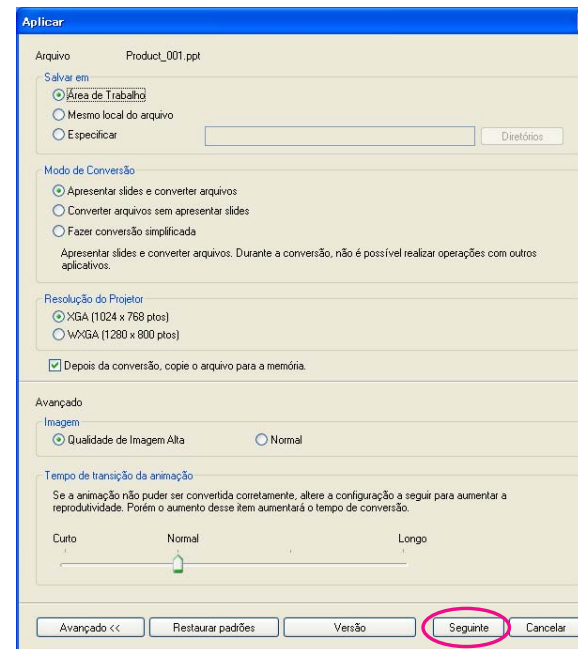 Aplicar
Arquivo Product_001.ppt
Salvar em
Área de Trabalho
Mesmo local do arquivo
Especificar Diretórios
Modo de Conversão
Apresentar slides e converter arquivos
Converter arquivos sem apresentar slides
Fazer conversão simplificada
Apresentar slides e converter arquivos. Durante a conversão, não é possível realizar operações com outros
aplicativos.
Resolução do Projetor
XGA (1024 x 768 ptos)
WXGA (1280 x 800 ptos)
Depois da conversão, copie o arquivo para a memória.
Avançado
Imagem
Qualidade de Imagem Alta Normal
Tempo de transição da animação
Se a animação não puder ser convertida corretamente, altere a configuração a seguir para aumentar a
reprodutividade. Porém o aumento desse item aumentará o tempo de conversão.
Curto Normal Longo
Avançado << Restaurar padrões Versão Seguinte Cancelar